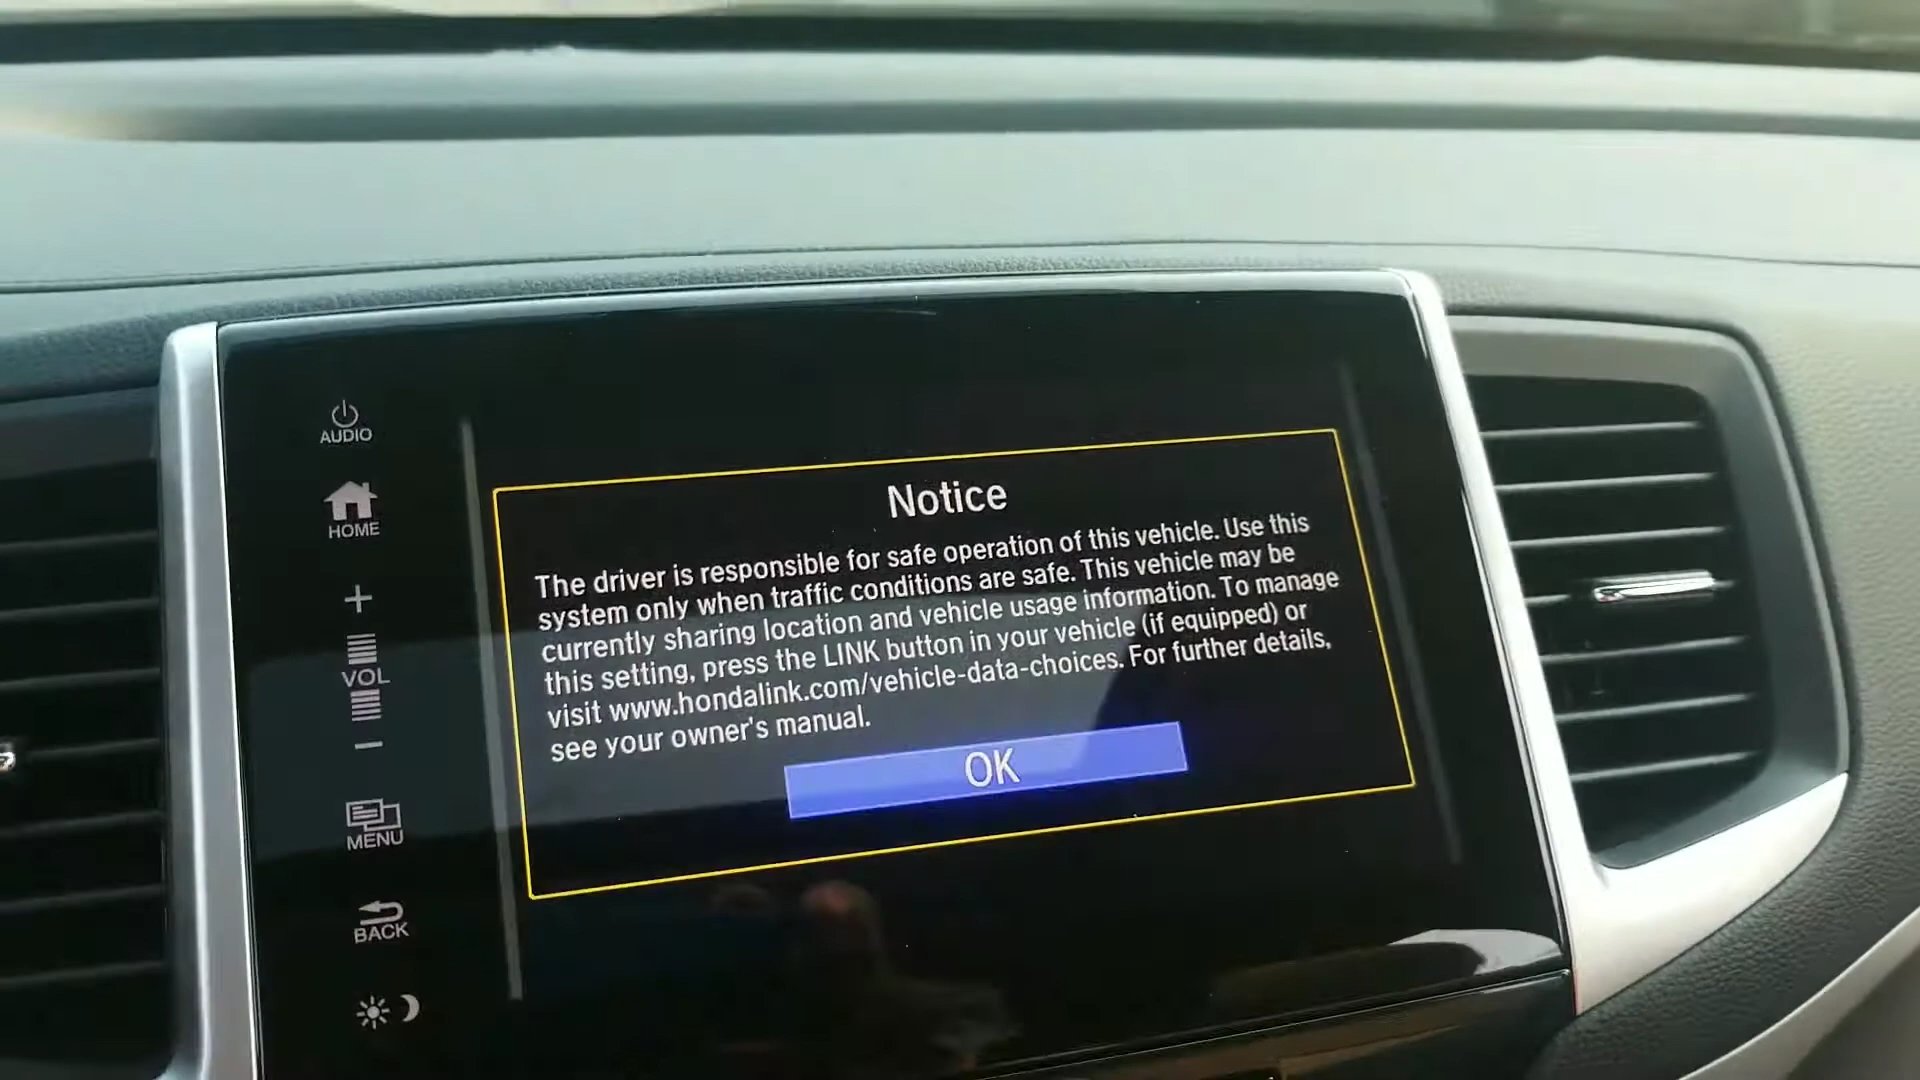 AUDIO
HOME
+
VOL
−
MENU
BACK
Notice
The driver is responsible for safe operation of this vehicle. Use this
system only when traffic conditions are safe. This vehicle may be
currently sharing location and vehicle usage information. To manage
this setting, press the LINK button in your vehicle (if equipped) or
visit www.hondalink.com/vehicle-data-choices. For further details,
see your owner's manual.
OK